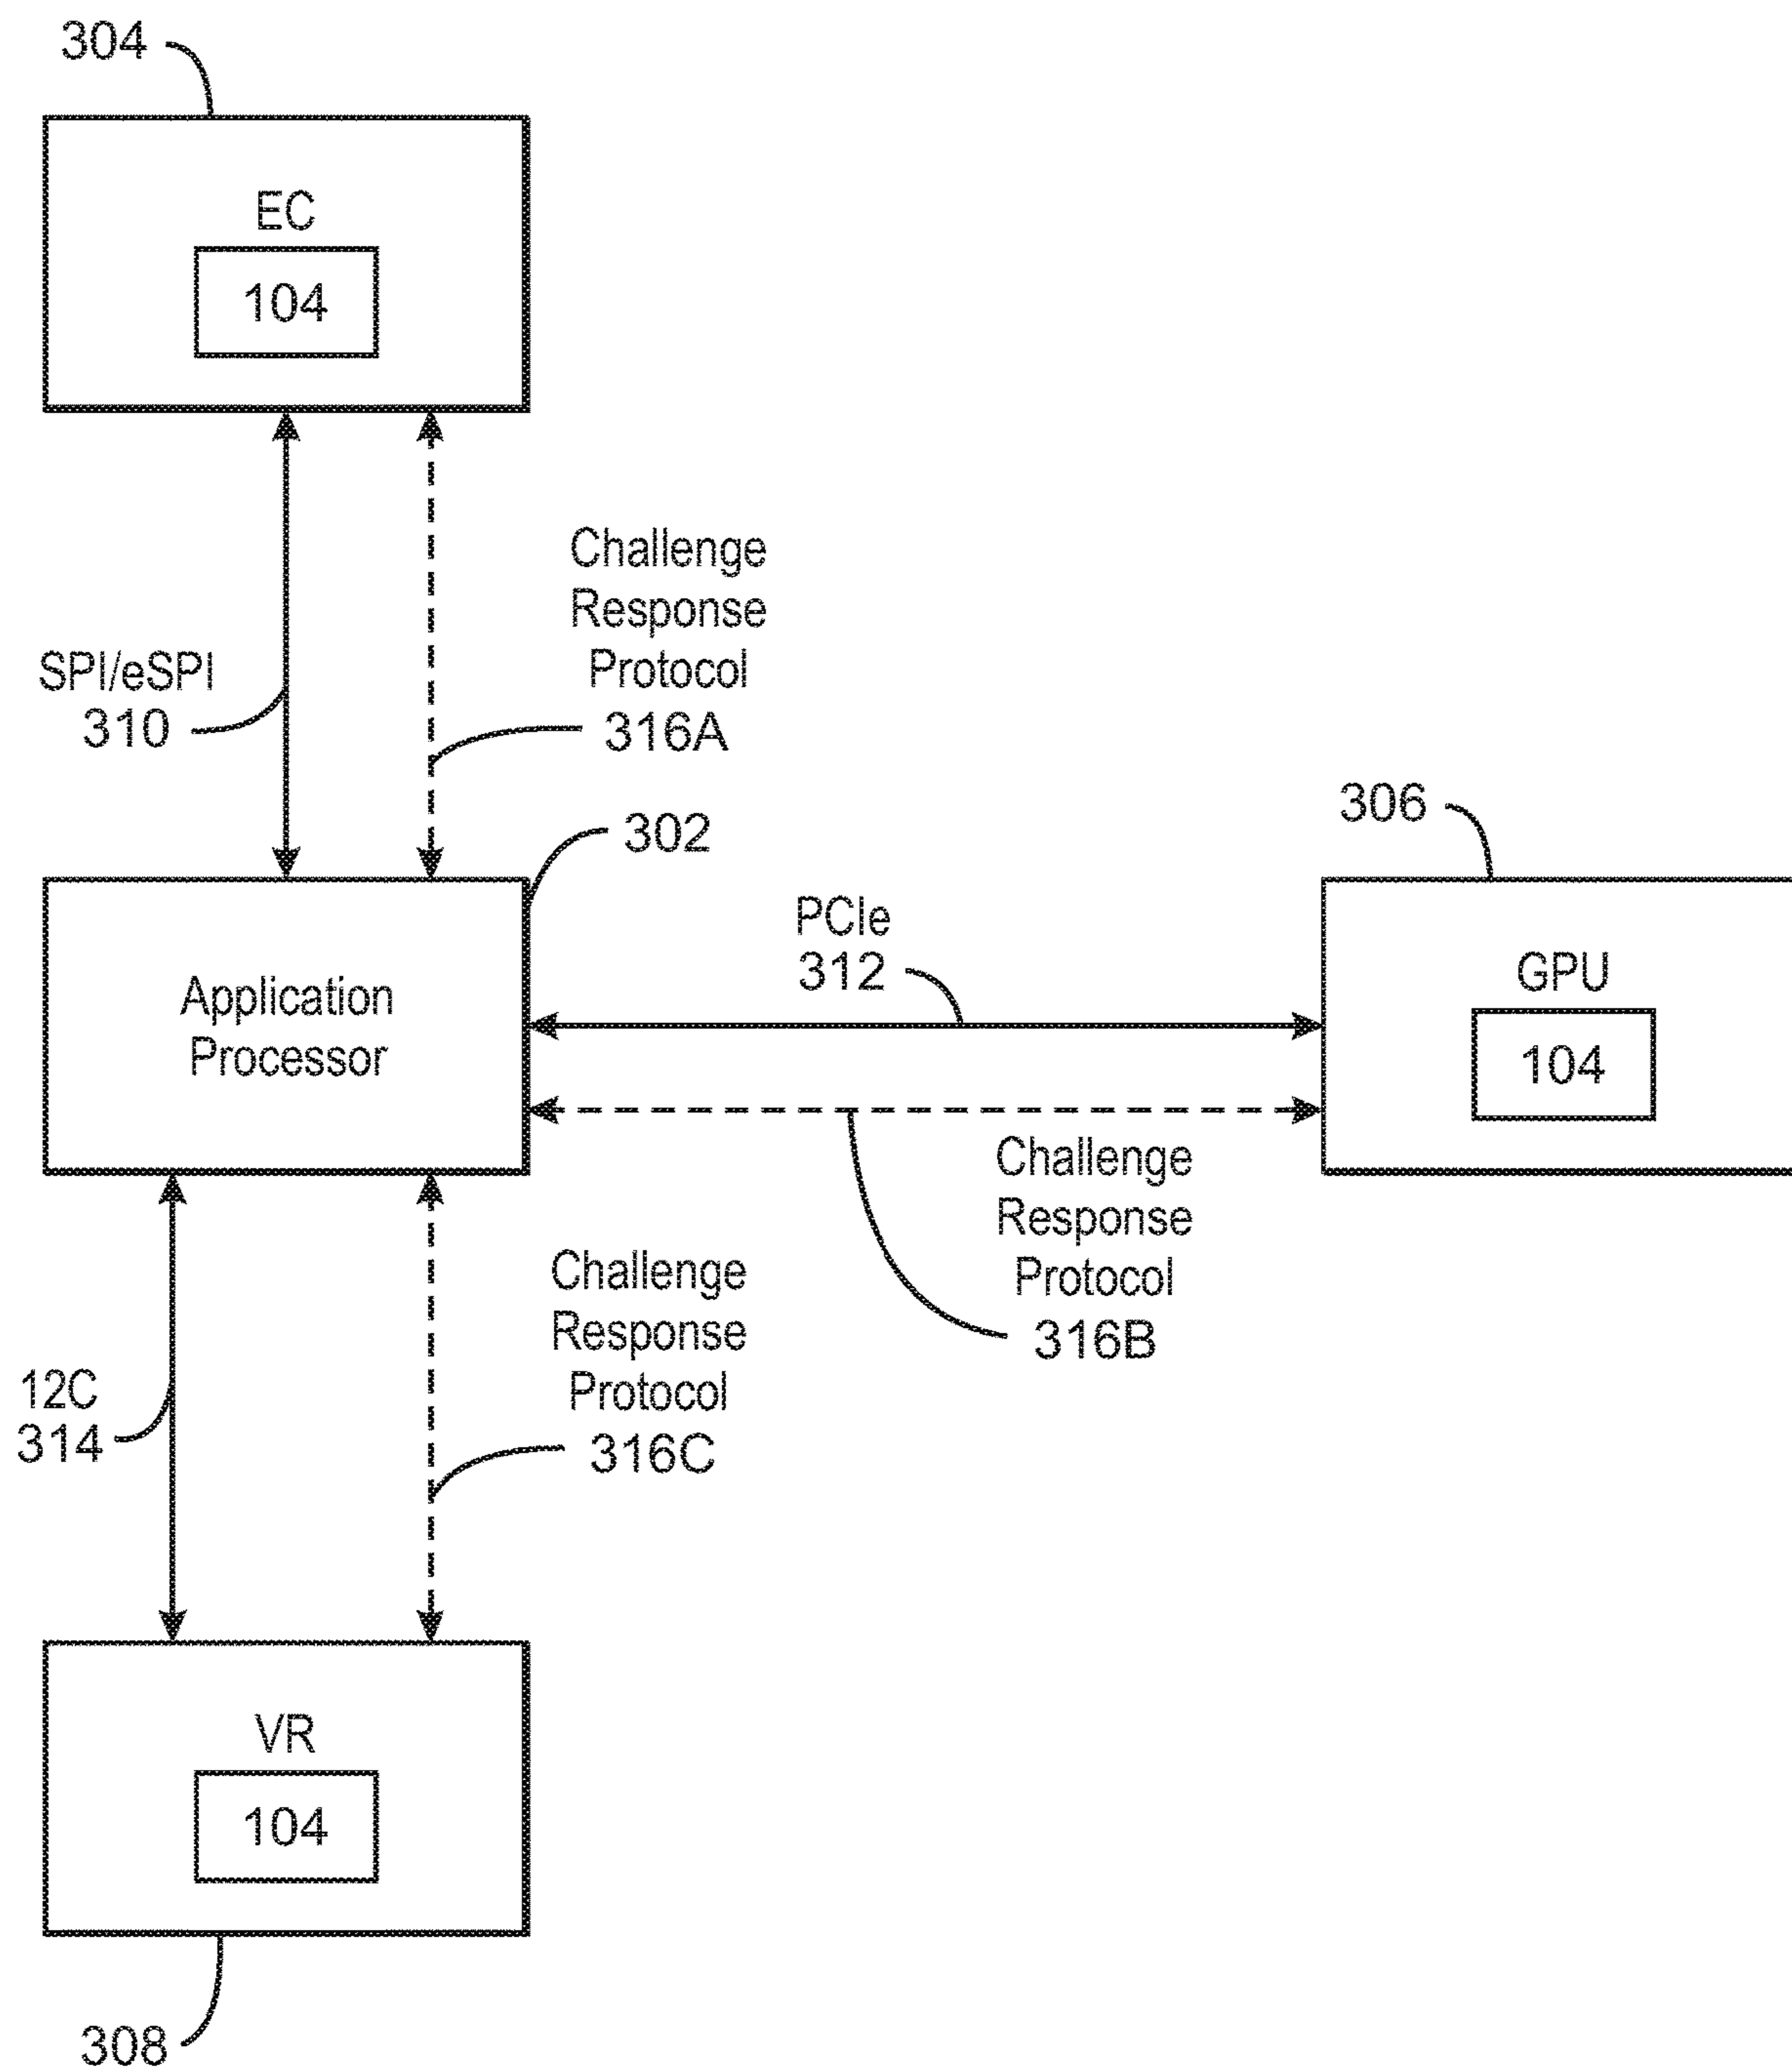 304
EC
104
Challenge
Response
Protocol
316A
SPI/eSPI
310
302
306
Application
Processor
PCIe
312
GPU
104
Challenge
Response
Protocol
316B
Challenge
Response
Protocol
316C
12C
314
VR
104
308